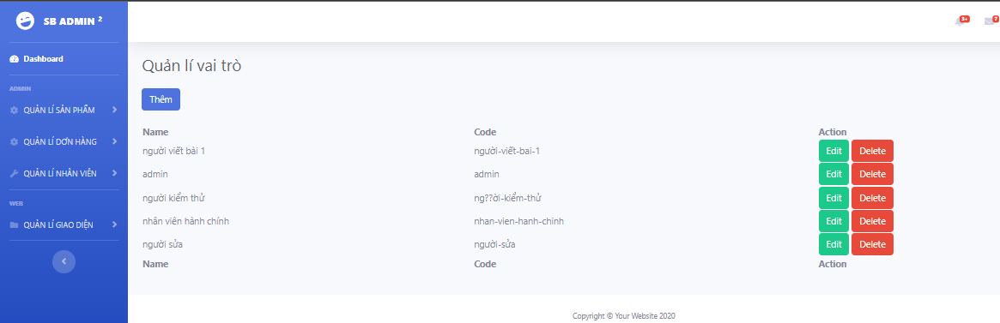 SB ADMIN 2
3+
7
Dashboard
ADMIN
QUẢN LÍ SẢN PHẨM
QUẢN LÍ ĐƠN HÀNG
QUẢN LÍ NHÂN VIÊN
WEB
QUẢN LÍ GIAO DIỆN
Quản lí vai trò
Thêm
Name Code Action
người viết bài 1 người-viết-bai-1 Edit Delete
admin admin Edit Delete
người kiểm thử ng??ời-kiểm-thử Edit Delete
nhân viên hành chính nhan-vien-hanh-chinh Edit Delete
người sửa người-sửa Edit Delete
Name Code Action
Copyright © Your Website 2020